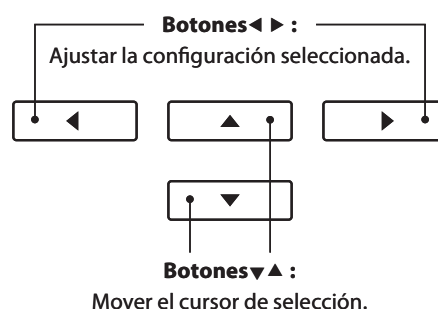 Botones◀ ▶ :
Ajustar la configuración seleccionada.
◀ ▲ ▶
▼
Botones▼▲ :
Mover el cursor de selección.